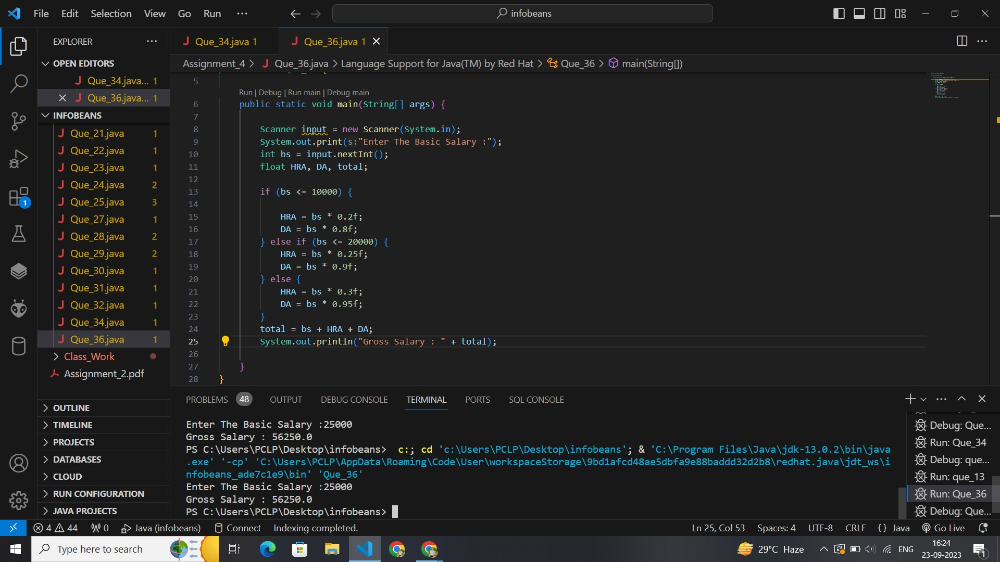 File Edit Selection View Go Run ···
infobeans
EXPLORER ···
OPEN EDITORS
Que_34.java... 1
Que_36.java... 1
INFOBEANS
Que_21.java 1
Que_22.java 1
Que_23.java 1
Que_24.java 2
Que_25.java 3
Que_27.java 1
Que_28.java 2
Que_29.java 2
Que_30.java 1
Que_31.java 1
Que_32.java 1
Que_34.java 1
Que_36.java 1
Class_Work
Assignment_2.pdf
OUTLINE
TIMELINE
PROJECTS
DATABASES
CLOUD
RUN CONFIGURATION
JAVA PROJECTS
1
Que_34.java 1 Que_36.java 1
Assignment_4 > Que_36.java > Language Support for Java(TM) by Red Hat > Que_36 > main(String[])
5
Run | Debug | Run main | Debug main
6 public static void main(String[] args) {
7
8 Scanner input = new Scanner(System.in);
9 System.out.print(s:"Enter The Basic Salary :");
10 int bs = input.nextInt();
11 float HRA, DA, total;
12
13 if (bs <= 10000) {
14
15 HRA = bs * 0.2f;
16 DA = bs * 0.8f;
17 } else if (bs <= 20000) {
18 HRA = bs * 0.25f;
19 DA = bs * 0.9f;
20 } else {
21 HRA = bs * 0.3f;
22 DA = bs * 0.95f;
23 }
24 total = bs + HRA + DA;
25 System.out.println("Gross Salary : " + total);
26
27 }
28 }
PROBLEMS 48 OUTPUT DEBUG CONSOLE TERMINAL PORTS SQL CONSOLE
Enter The Basic Salary :25000
Gross Salary : 56250.0
PS C:\Users\PCLP\Desktop\infobeans> c:; cd 'c:\Users\PCLP\Desktop\infobeans'; & 'C:\Program Files\Java\jdk-13.0.2\bin\java
.exe' '-cp' 'C:\Users\PCLP\AppData\Roaming\Code\User\workspaceStorage\9bd1afcd48ae5dbfa9e88baddd32d2b8\redhat.java\jdt_ws\i
nfobeans_ade7c1e9\bin' 'Que_36'
Enter The Basic Salary :25000
Gross Salary : 56250.0
PS C:\Users\PCLP\Desktop\infobeans>
Debug: Que...
Run: Que_34
Debug: que...
Run: que_13
Run: Que_36
Debug: Que...
4 44 0 Java (infobeans) Connect Indexing completed. Ln 25, Col 53 Spaces: 4 UTF-8 CRLF {} Java Go Live
Type here to search
29°C Haze ENG
16:24
23-09-2023
1